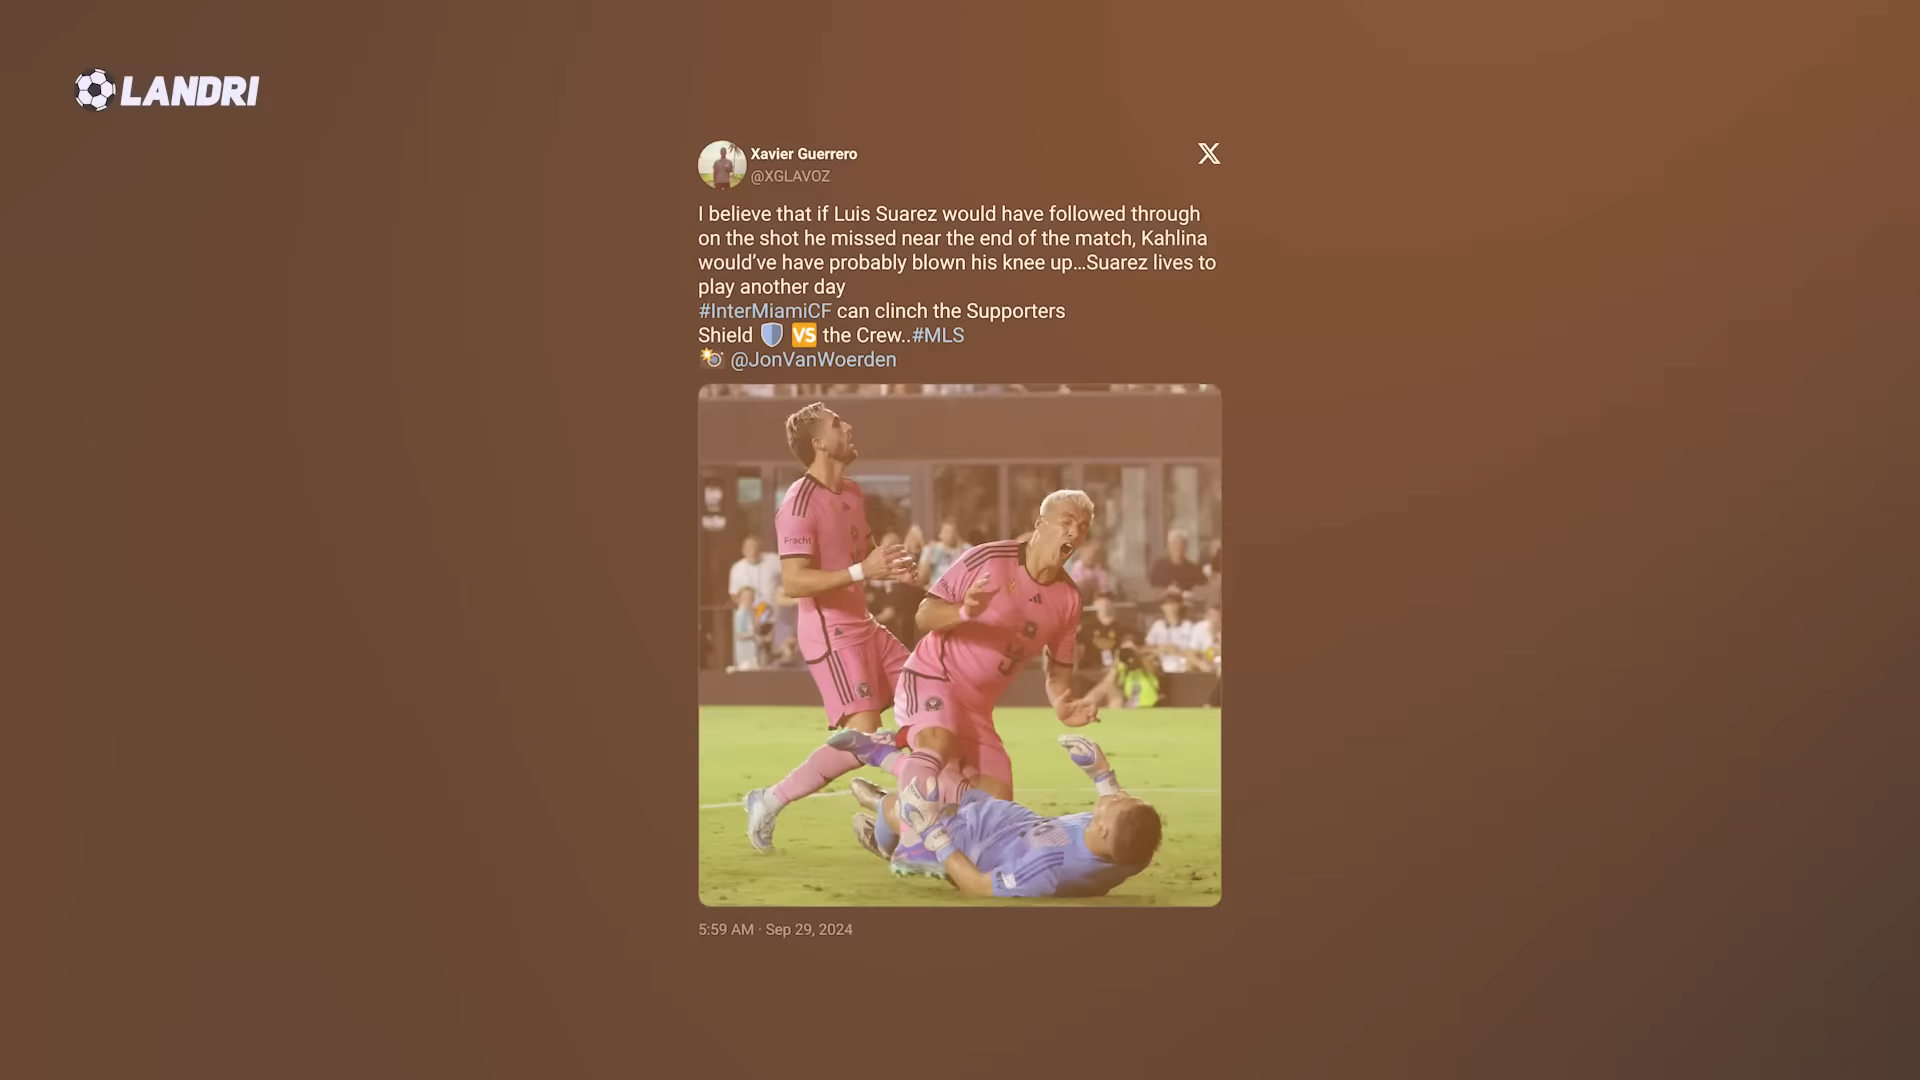 LANDRI
Xavier Guerrero
@XGLAVOZ
I believe that if Luis Suarez would have followed through
on the shot he missed near the end of the match, Kahlina
would’ve have probably blown his knee up...Suarez lives to
play another day
#InterMiamiCF can clinch the Supporters
Shield 🛡️ 🆚 the Crew..#MLS
📸 @JonVanWoerden
Fracht
5:59 AM · Sep 29, 2024